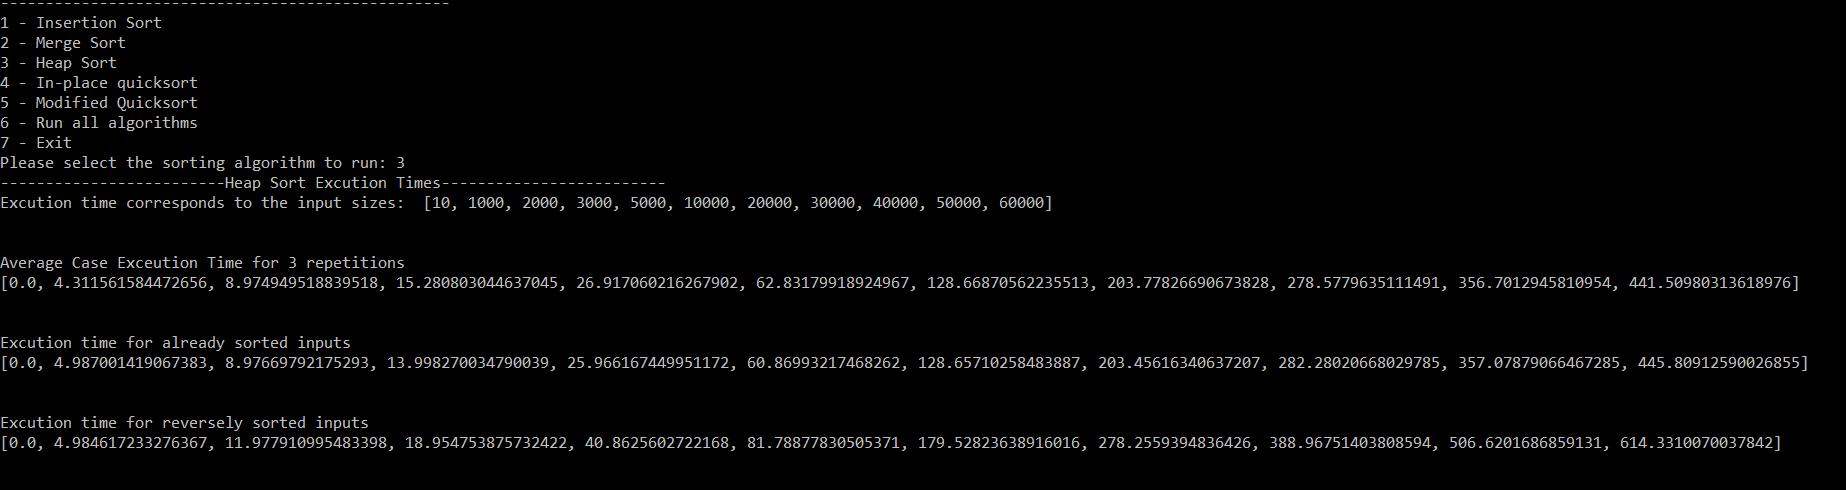 --------------------------------------------------
1 - Insertion Sort
2 - Merge Sort
3 - Heap Sort
4 - In-place quicksort
5 - Modified Quicksort
6 - Run all algorithms
7 - Exit
Please select the sorting algorithm to run: 3
-------------------------Heap Sort Excution Times-------------------------
Excution time corresponds to the input sizes:  [10, 1000, 2000, 3000, 5000, 10000, 20000, 30000, 40000, 50000, 60000]
Average Case Exceution Time for 3 repetitions
[0.0, 4.311561584472656, 8.974949518839518, 15.280803044637045, 26.917060216267902, 62.83179918924967, 128.66870562235513, 203.77826690673828, 278.5779635111491, 356.7012945810954, 441.50980313618976]
Excution time for already sorted inputs
[0.0, 4.987001419067383, 8.97669792175293, 13.998270034790039, 25.966167449951172, 60.86993217468262, 128.65710258483887, 203.45616340637207, 282.28020668029785, 357.07879066467285, 445.80912590026855]
Excution time for reversely sorted inputs
[0.0, 4.984617233276367, 11.977910995483398, 18.954753875732422, 40.8625602722168, 81.78877830505371, 179.52823638916016, 278.2559394836426, 388.96751403808594, 506.6201686859131, 614.3310070037842]